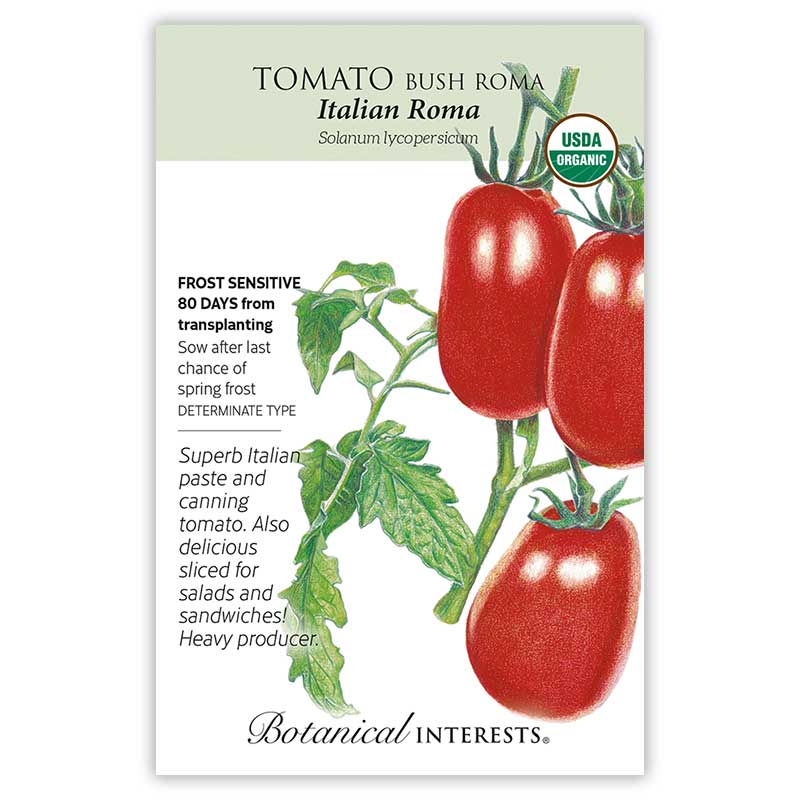 TOMATO BUSH ROMA
Italian Roma
Solanum lycopersicum
USDA
ORGANIC
FROST SENSITIVE
80 DAYS from
transplanting
Sow after last
chance of
spring frost
DETERMINATE TYPE
Superb Italian
paste and
canning
tomato. Also
delicious
sliced for
salads and
sandwiches!
Heavy producer.
Botanical INTERESTS®